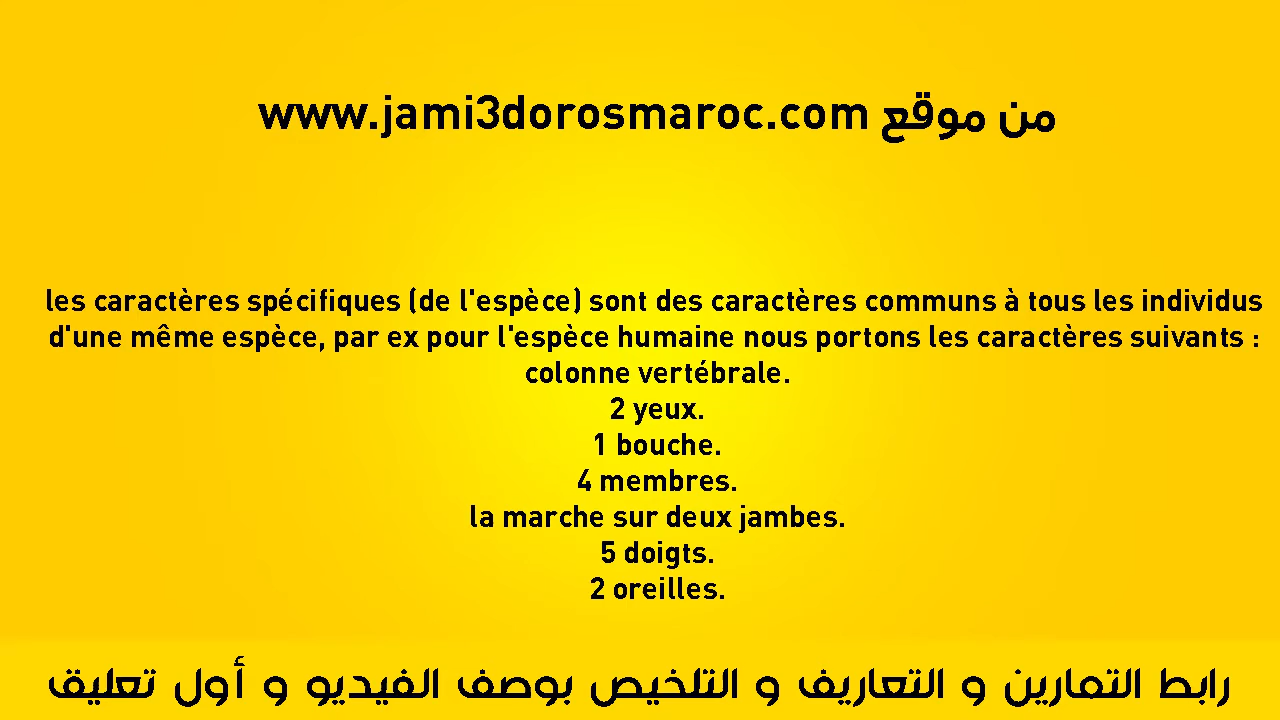 من موقع www.jami3dorosmaroc.com
les caractères spécifiques (de l'espèce) sont des caractères communs à tous les individus
d'une même espèce, par ex pour l'espèce humaine nous portons les caractères suivants :
colonne vertébrale.
2 yeux.
1 bouche.
4 membres.
la marche sur deux jambes.
5 doigts.
2 oreilles.
رابط التمارين و التعاريف و التلخيص بوصف الفيديو و أول تعليق